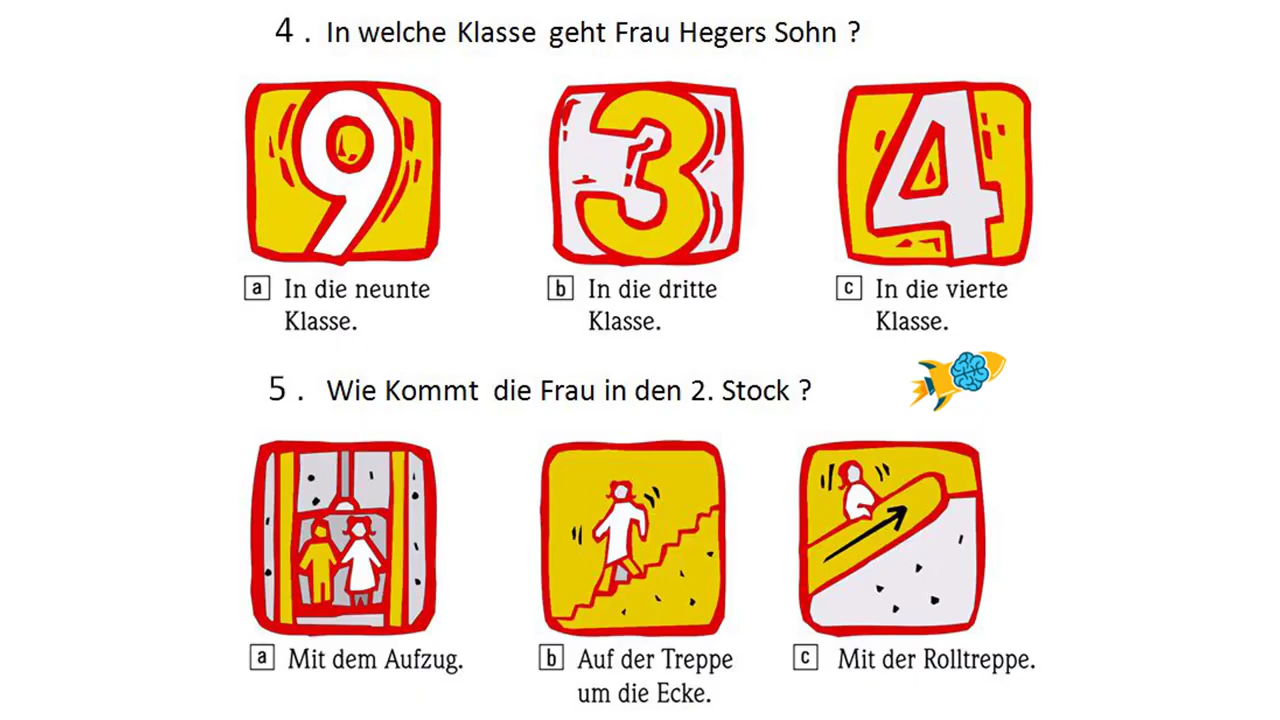 4 . In welche Klasse geht Frau Hegers Sohn ?
9 3 4
a In die neunte Klasse.
b In die dritte Klasse.
c In die vierte Klasse.
5 . Wie Kommt die Frau in den 2. Stock ?
a Mit dem Aufzug.
b Auf der Treppe um die Ecke.
c Mit der Rolltreppe.